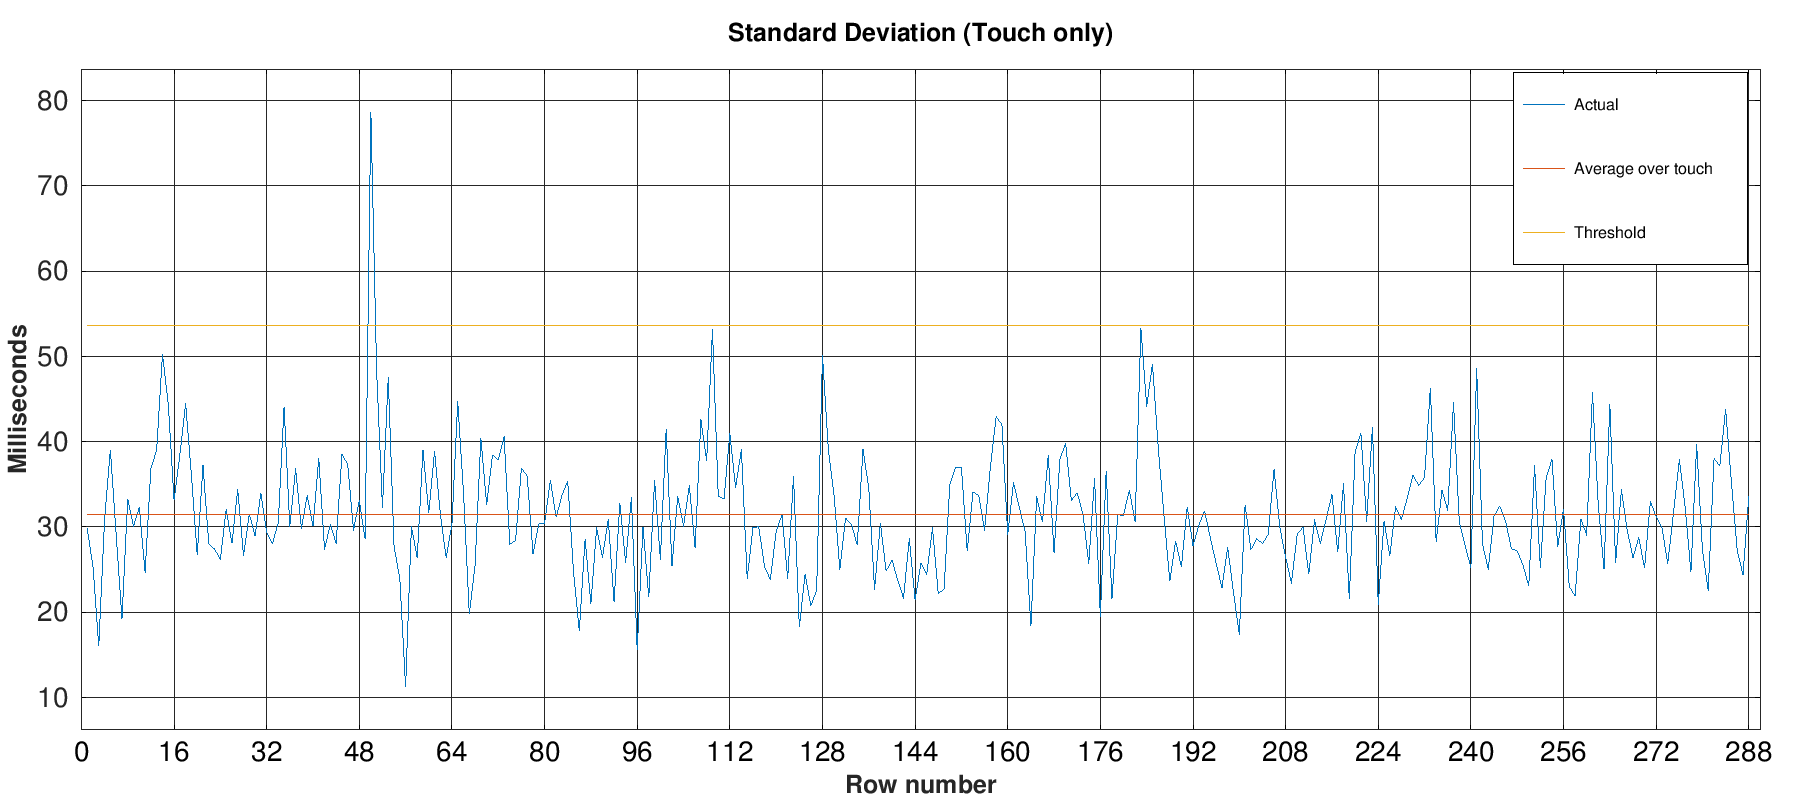 Standard Deviation (Touch only)
Actual
Average over touch
Threshold
80
70
60
50
40
30
20
10
Milliseconds
0 16 32 48 64 80 96 112 128 144 160 176 192 208 224 240 256 272 288
Row number